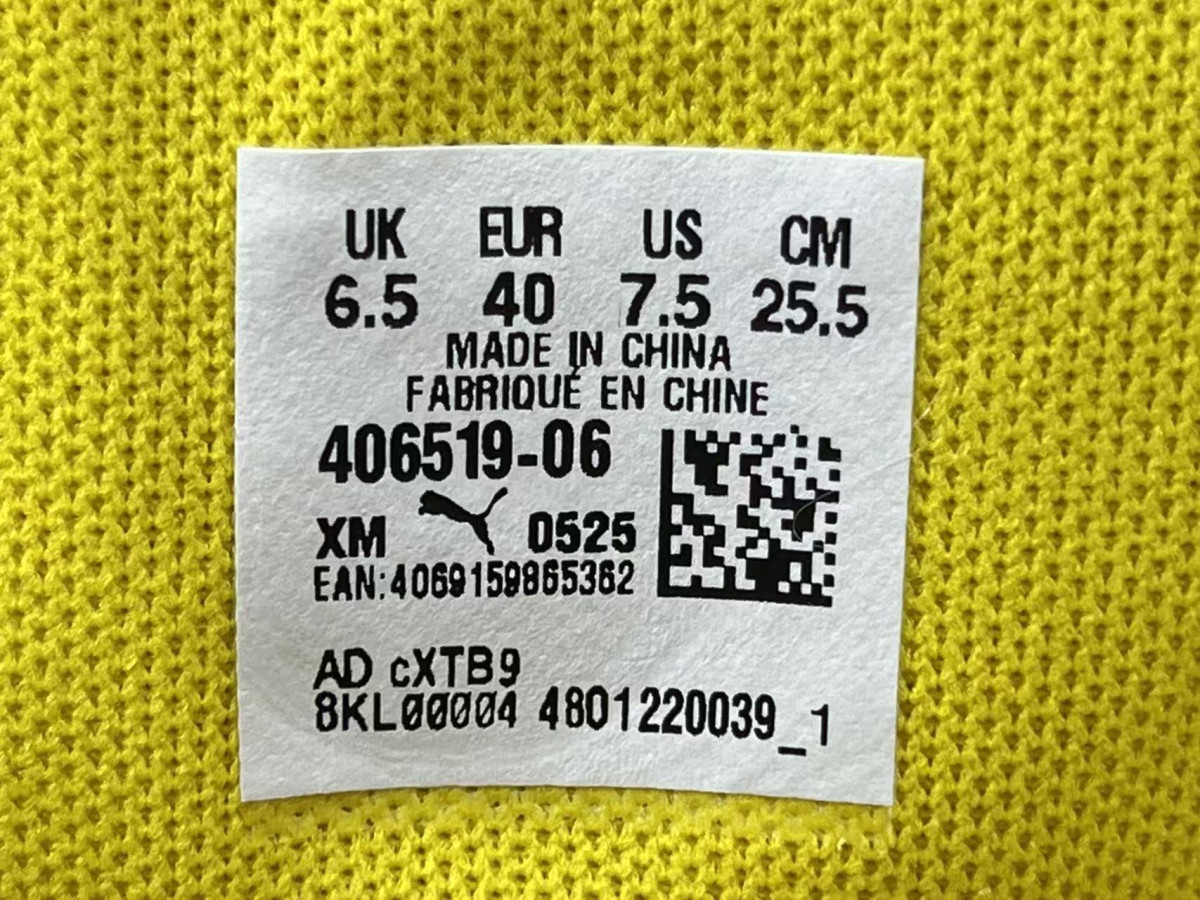 UK EUR US CM
6.5 40 7.5 25.5
MADE IN CHINA
FABRIQUÉ EN CHINE
406519-06
XM 0525
EAN:4069159865362
AD cXTB9
8KL00004 4801220039_1